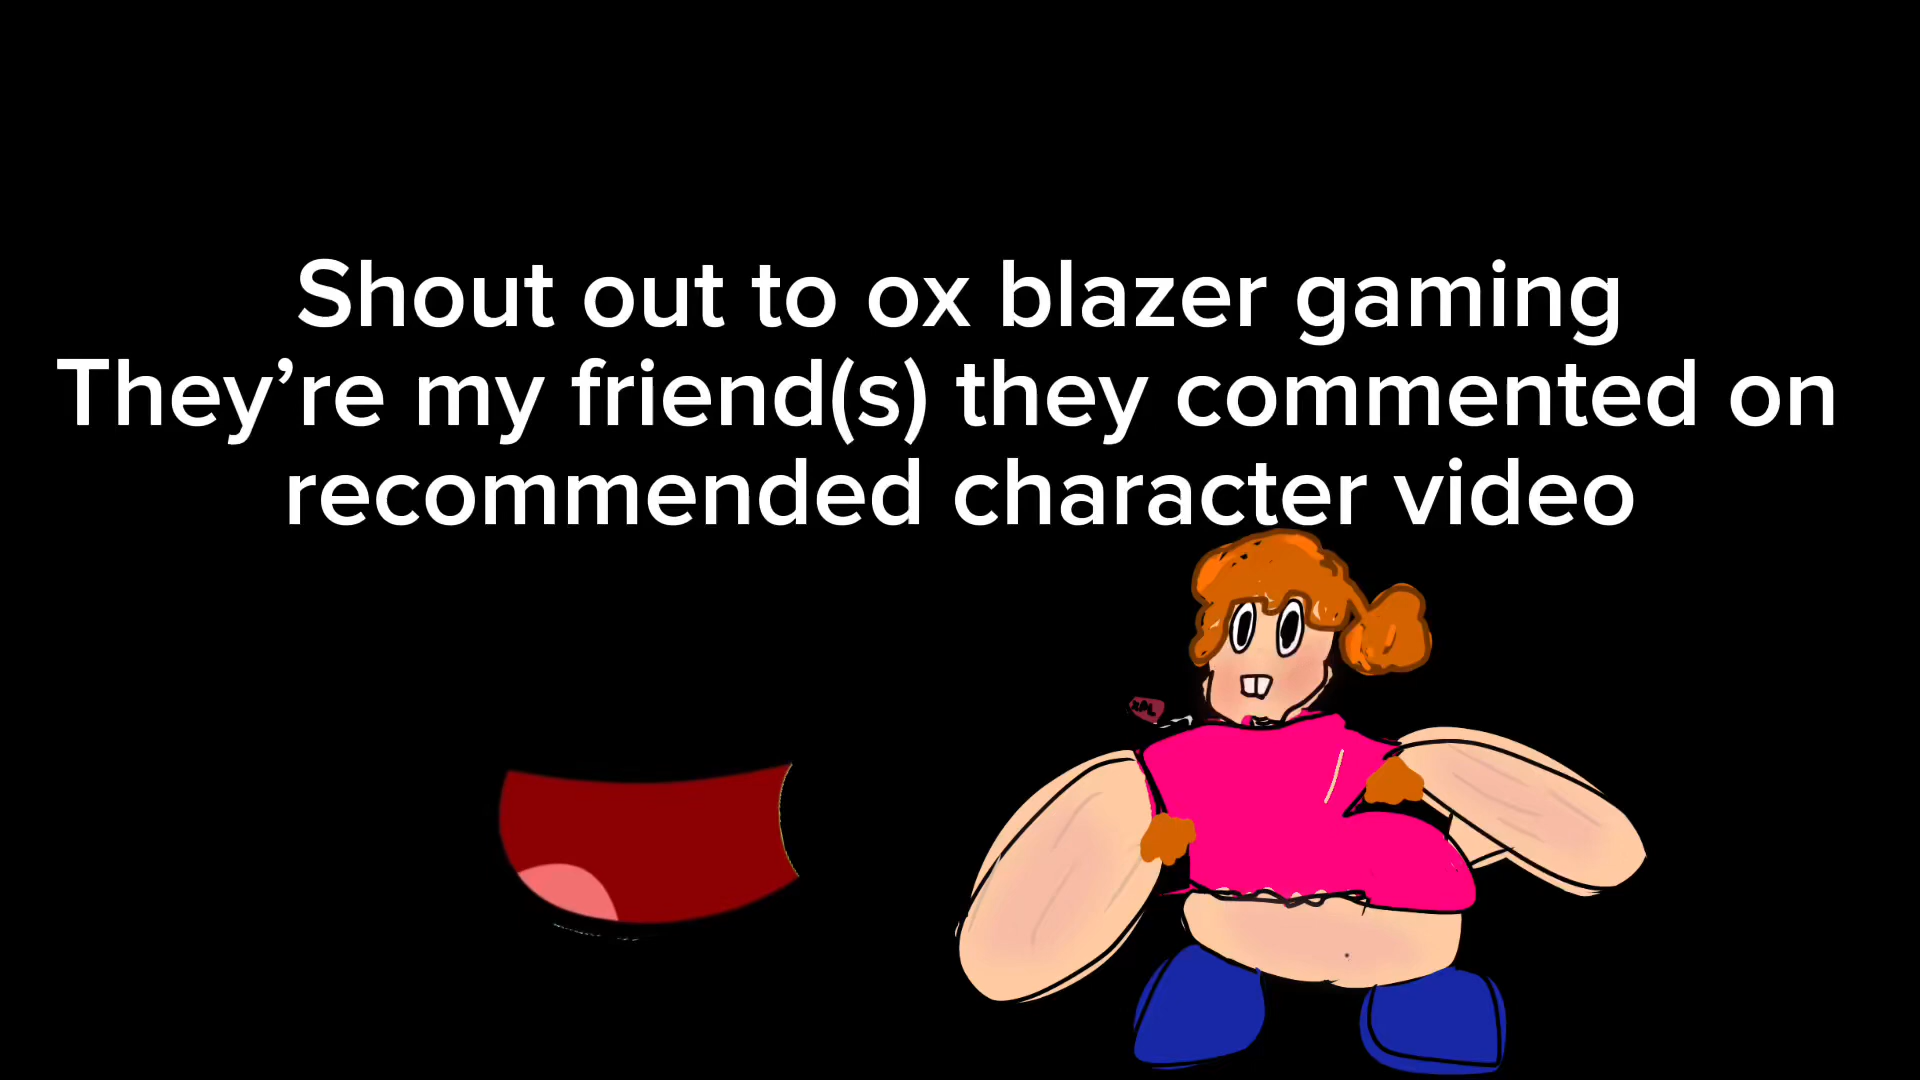 Shout out to ox blazer gaming
They’re my friend(s) they commented on
recommended character video